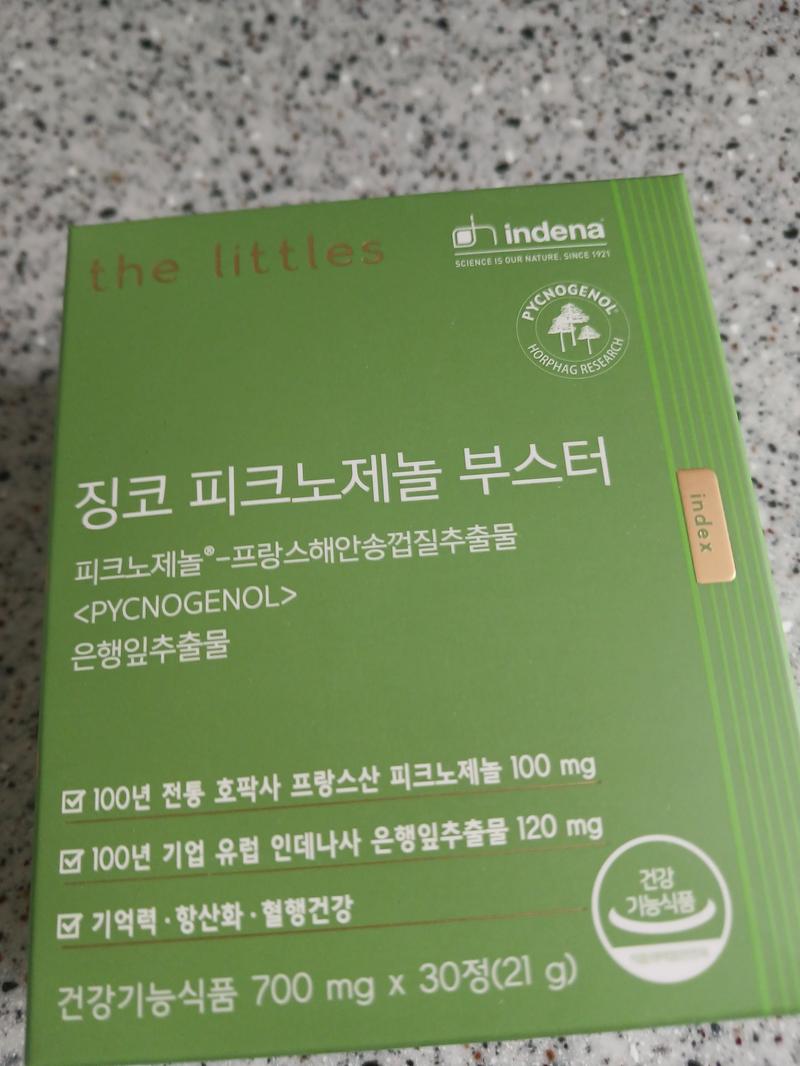 the littles
indena
SCIENCE IS OUR NATURE. SINCE 1921
PYCNOGENOL®
HORPHAG RESEARCH
징코 피크노제놀 부스터
피크노제놀®-프랑스해안송껍질추출물
<PYCNOGENOL>
은행잎추출물
index
100년 전통 호팍사 프랑스산 피크노제놀 100 mg
100년 기업 유럽 인데나사 은행잎추출물 120 mg
기억력·항산화·혈행건강
건강
기능식품
건강기능식품 700 mg x 30정(21 g)